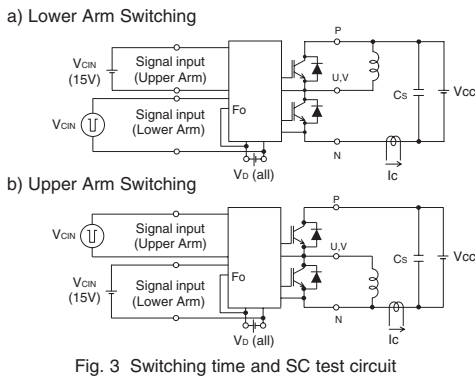 a) Lower Arm Switching
P
VCIN
(15V)
Signal input
(Upper Arm)
U,V
CS
VCC
VCIN
Signal input
(Lower Arm)
Fo
N
VD (all)
Ic
b) Upper Arm Switching
P
VCIN
Signal input
(Upper Arm)
U,V
CS
VCC
VCIN
(15V)
Signal input
(Lower Arm)
Fo
N
VD (all)
Ic
Fig. 3 Switching time and SC test circuit